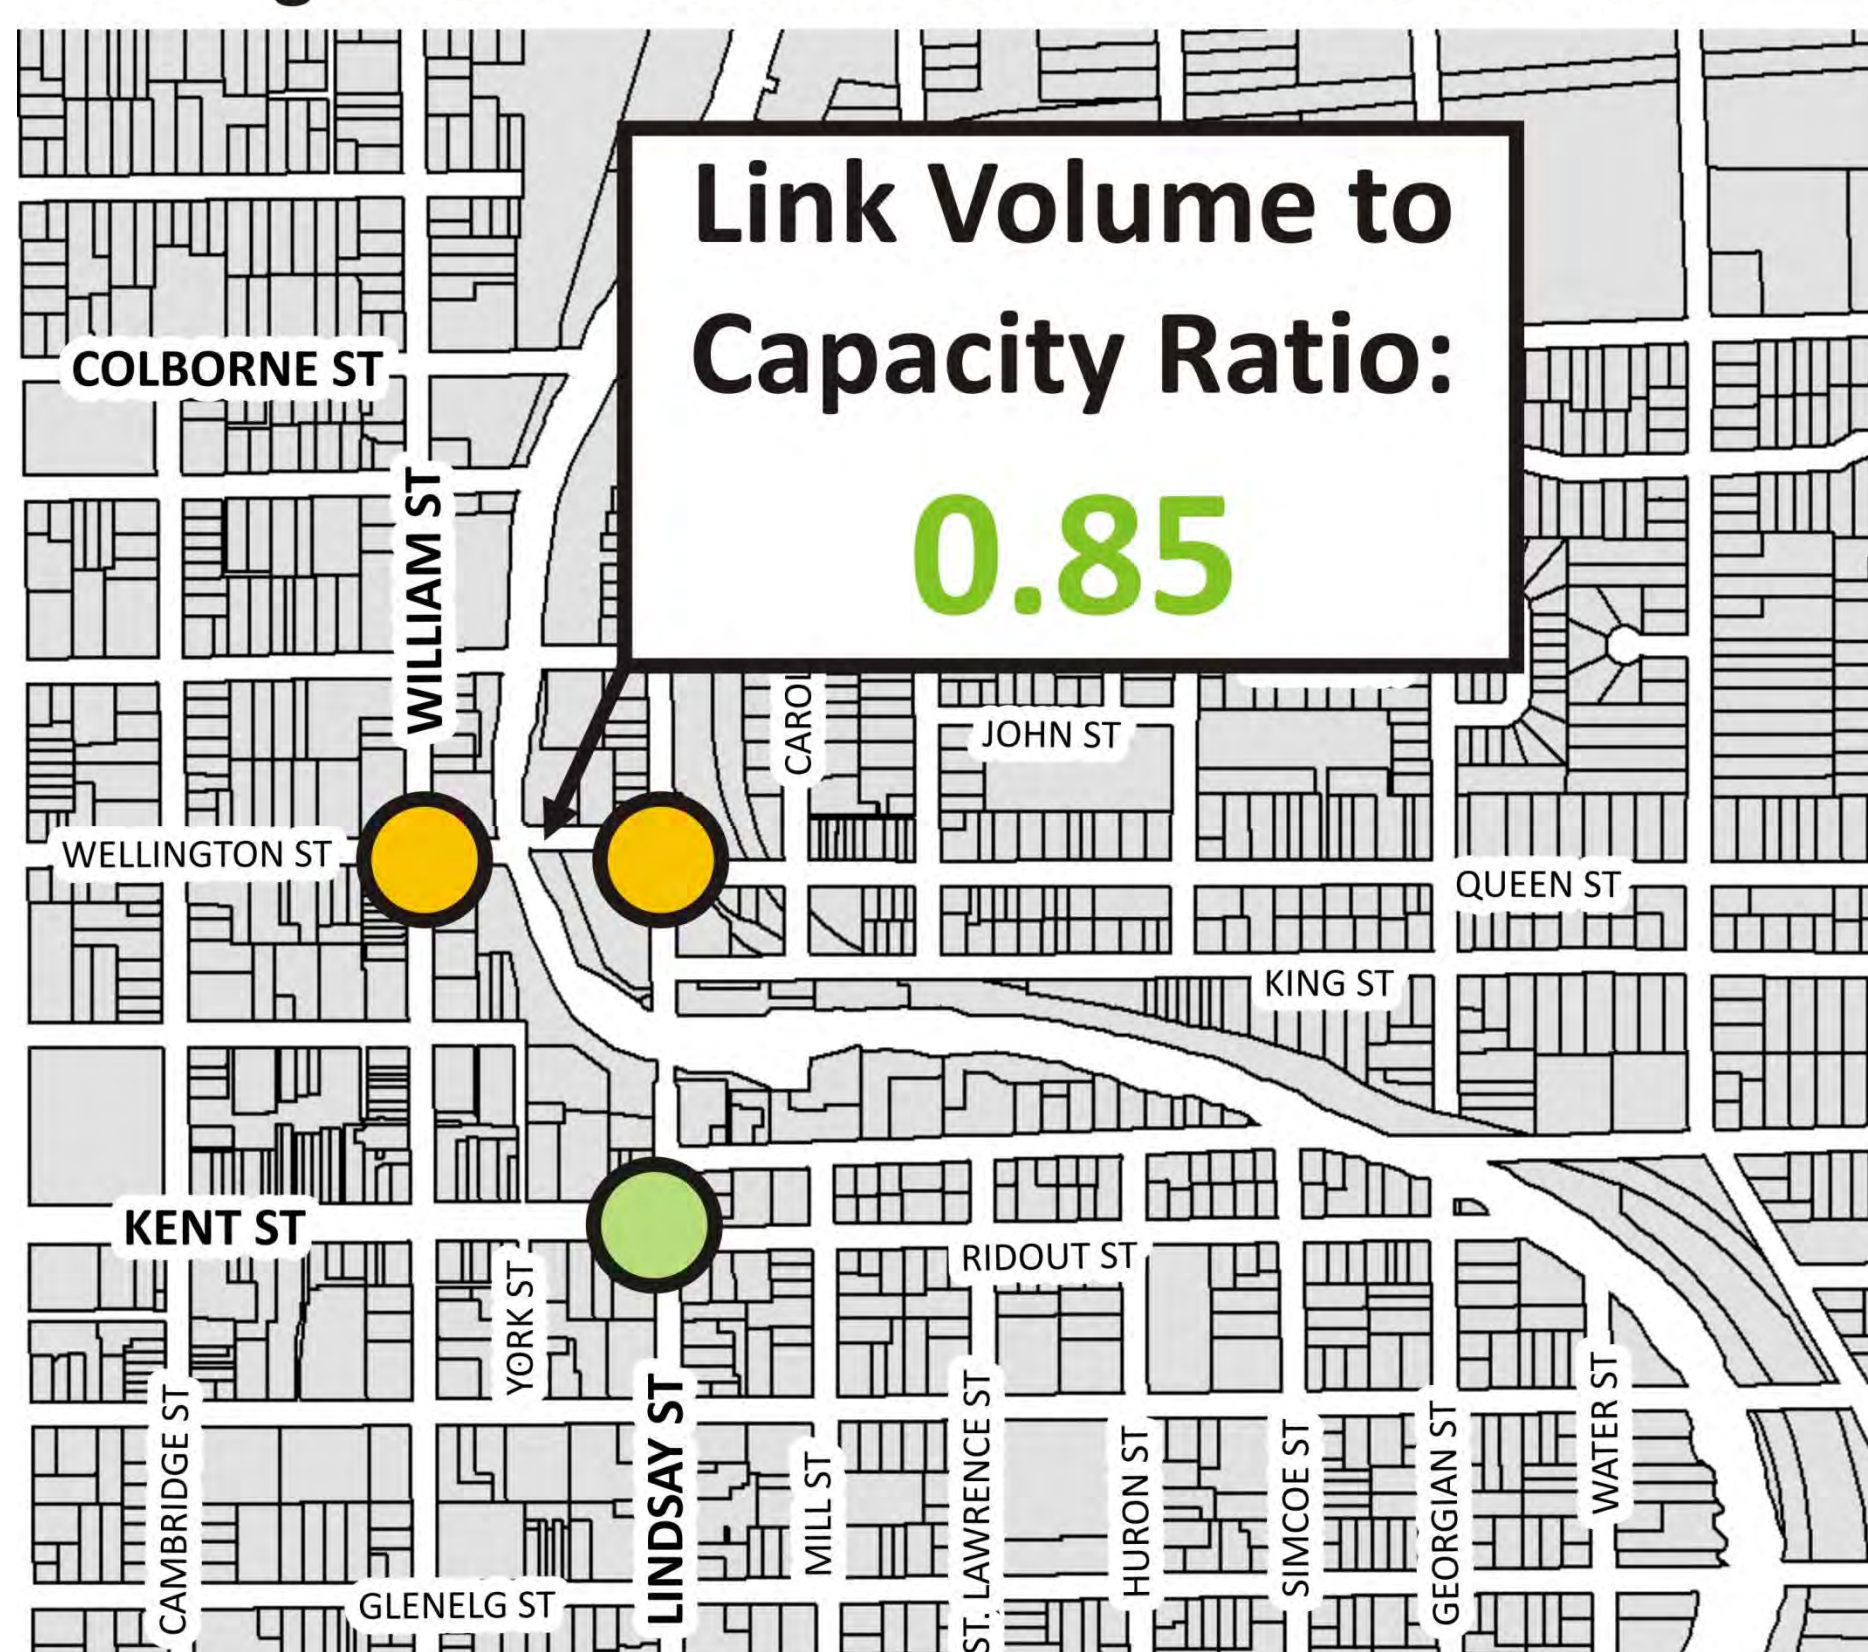 Link Volume to
Capacity Ratio:
0.85
COLBORNE ST
WILLIAM ST
CAROL
JOHN ST
WELLINGTON ST
QUEEN ST
KING ST
KENT ST
RIDOUT ST
YORK ST
CAMBRIDGE ST
LINDSAY ST
MILL ST
ST. LAWRENCE ST
HURON ST
SIMCOE ST
GEORGIAN ST
WATER ST
GLENELG ST